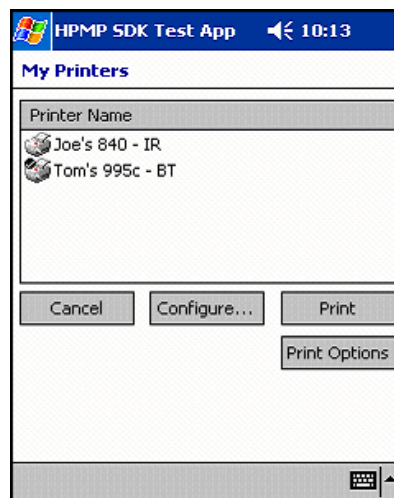 HPMP SDK Test App 10:13
My Printers
Printer Name
Joe's 840 - IR
Tom's 995c - BT
Cancel Configure... Print
Print Options